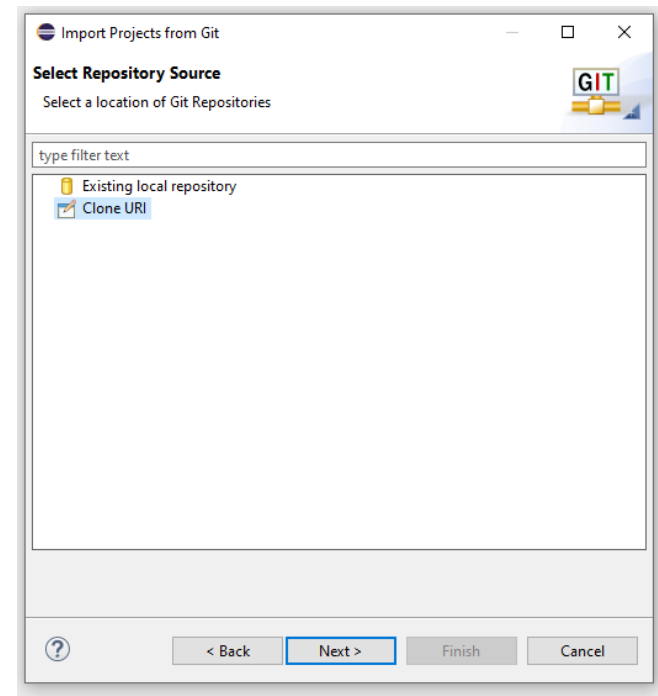 Import Projects from Git
Select Repository Source
Select a location of Git Repositories
GIT
type filter text
Existing local repository
Clone URI
?
< Back
Next >
Finish
Cancel